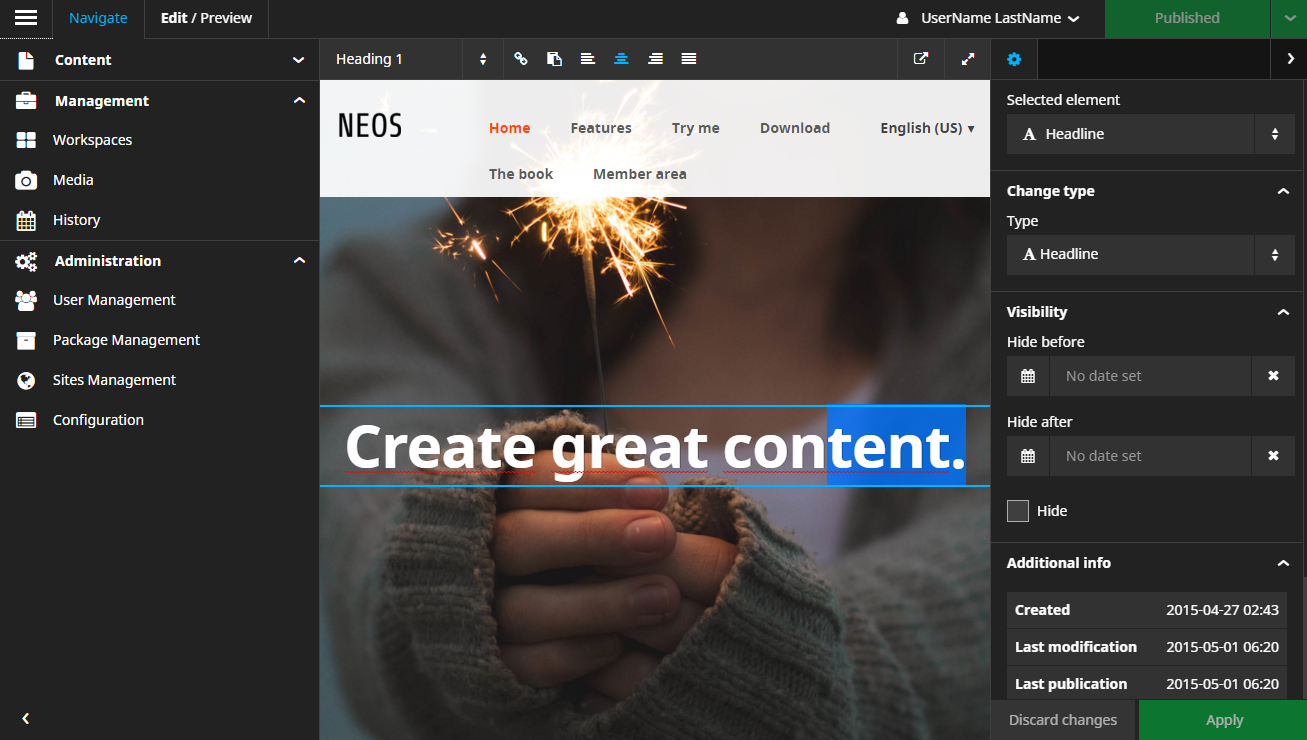 Navigate
Edit / Preview
UserName LastName
Published
Content
Management
Workspaces
Media
History
Administration
User Management
Package Management
Sites Management
Configuration
Heading 1
NEOS
Home Features Try me Download English (US) ▾
The book Member area
Create great content.
Selected element
A Headline
Change type
Type
A Headline
Visibility
Hide before
No date set
Hide after
No date set
Hide
Additional info
Created 2015-04-27 02:43
Last modification 2015-05-01 06:20
Last publication 2015-05-01 06:20
Discard changes
Apply